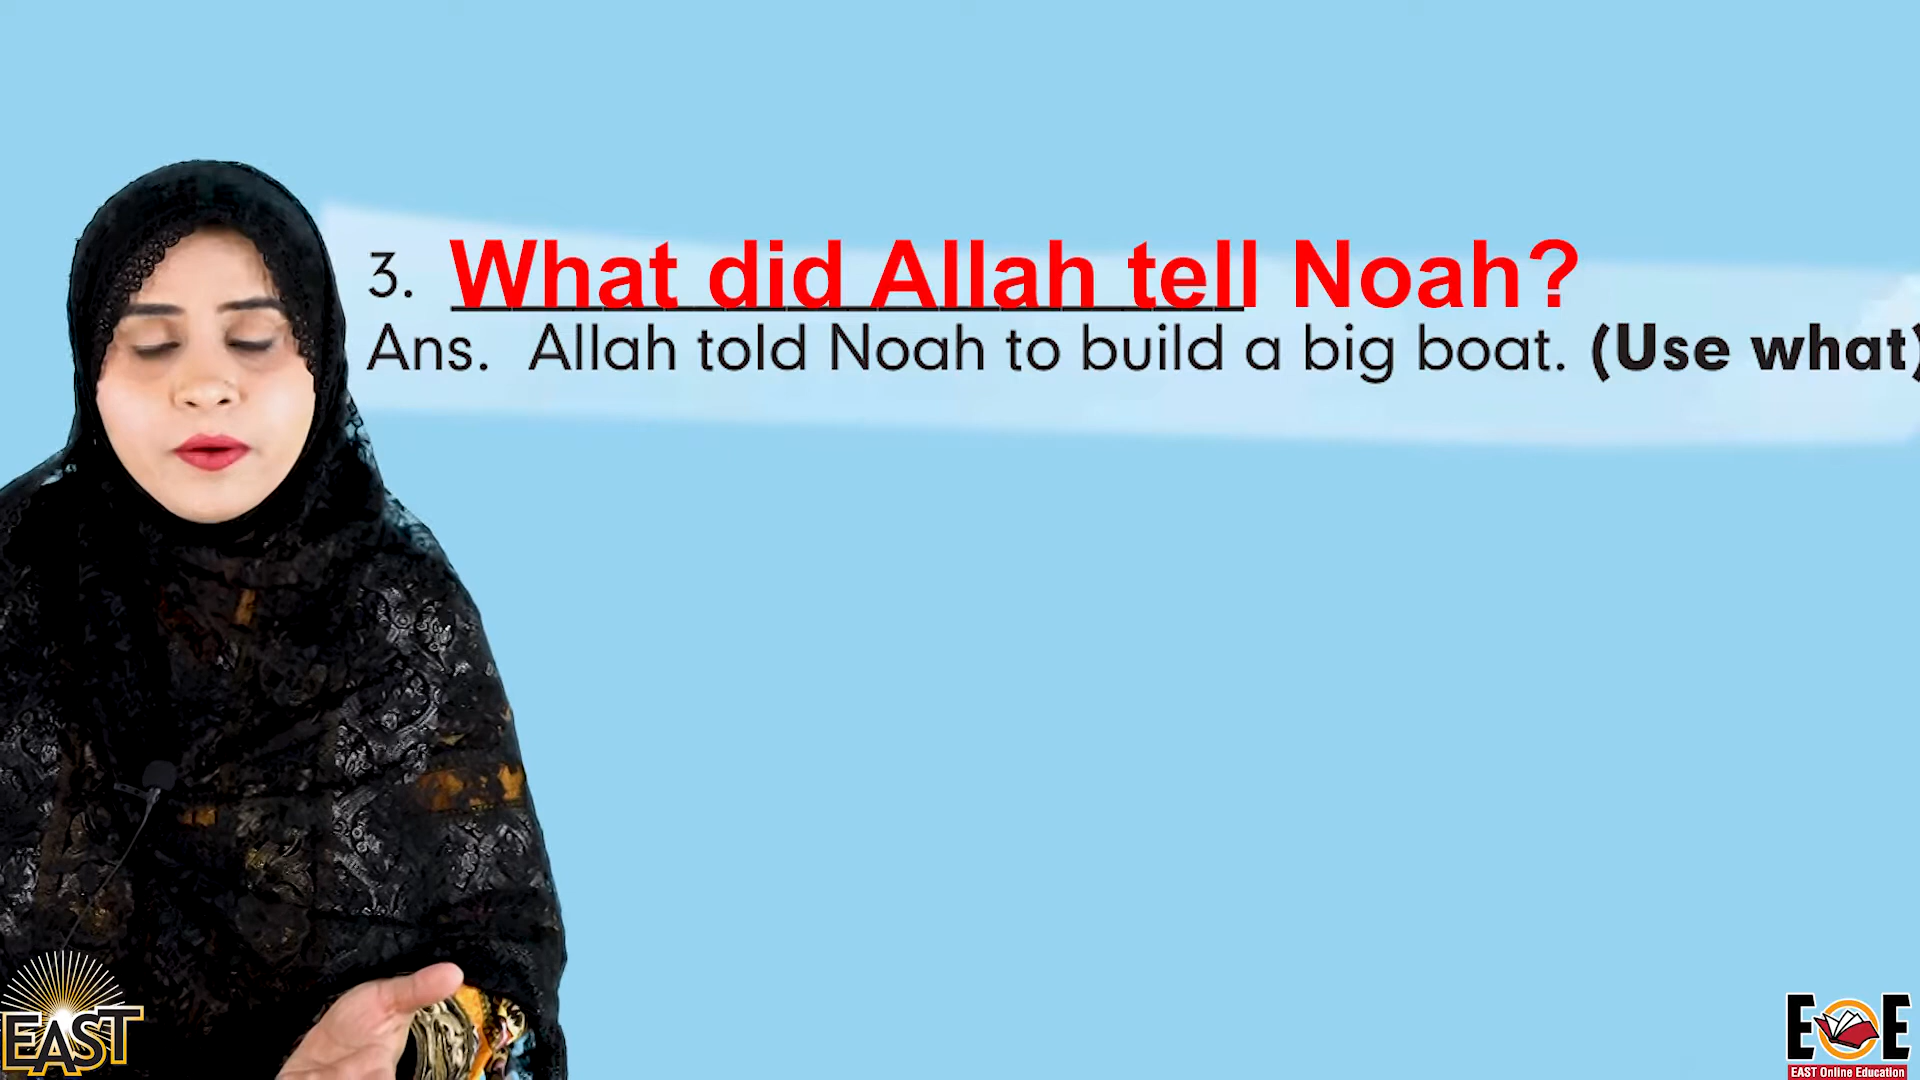 3. What did Allah tell Noah?
Ans. Allah told Noah to build a big boat. (Use what)
EAST
EOE
EAST Online Education